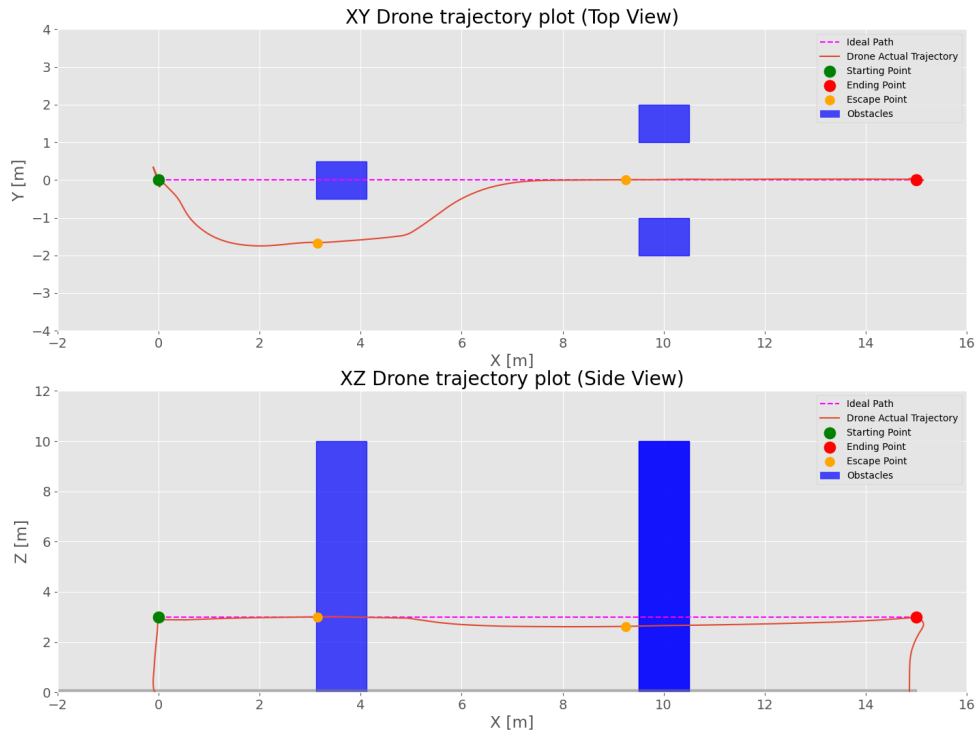 XY Drone trajectory plot (Top View)
Ideal Path
Drone Actual Trajectory
Starting Point
Ending Point
Escape Point
Obstacles
Y [m]
4
3
2
1
0
−1
−2
−3
−4
−2 0 2 4 6 8 10 12 14 16
X [m]
XZ Drone trajectory plot (Side View)
Ideal Path
Drone Actual Trajectory
Starting Point
Ending Point
Escape Point
Obstacles
Z [m]
12
10
8
6
4
2
0
−2 0 2 4 6 8 10 12 14 16
X [m]